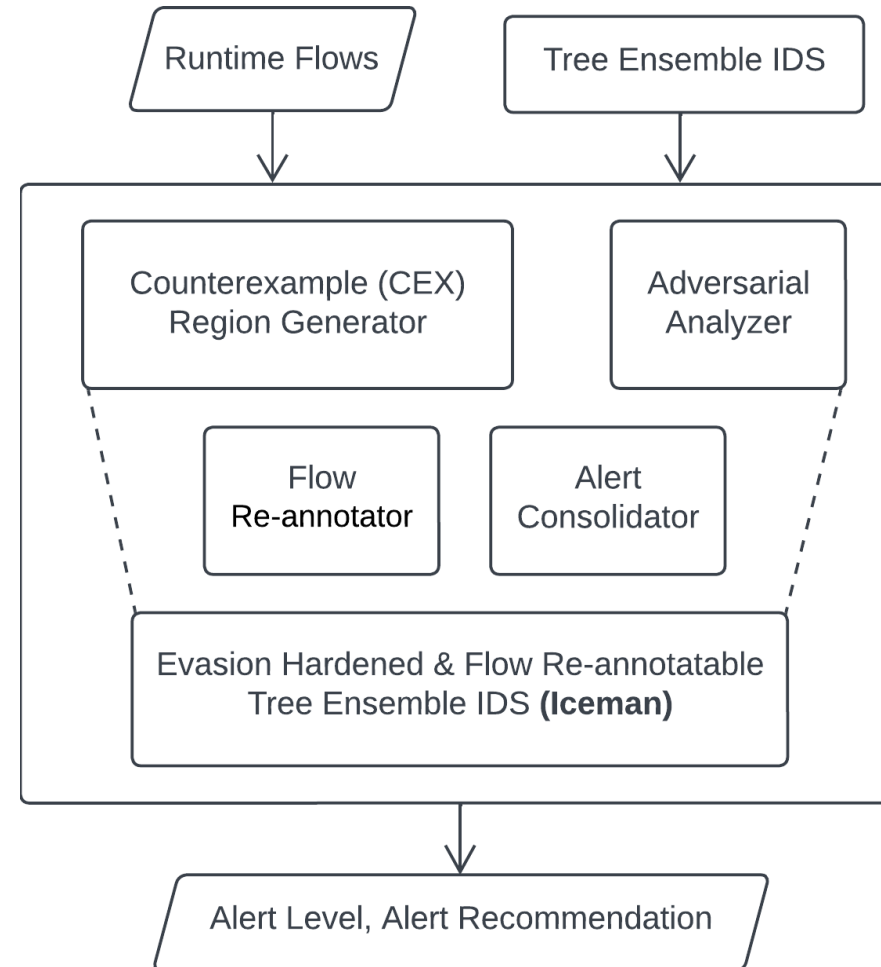 Runtime Flows
Tree Ensemble IDS
Counterexample (CEX)
Region Generator
Adversarial
Analyzer
Flow
Re-annotator
Alert
Consolidator
Evasion Hardened & Flow Re-annotatable
Tree Ensemble IDS (Iceman)
Alert Level, Alert Recommendation